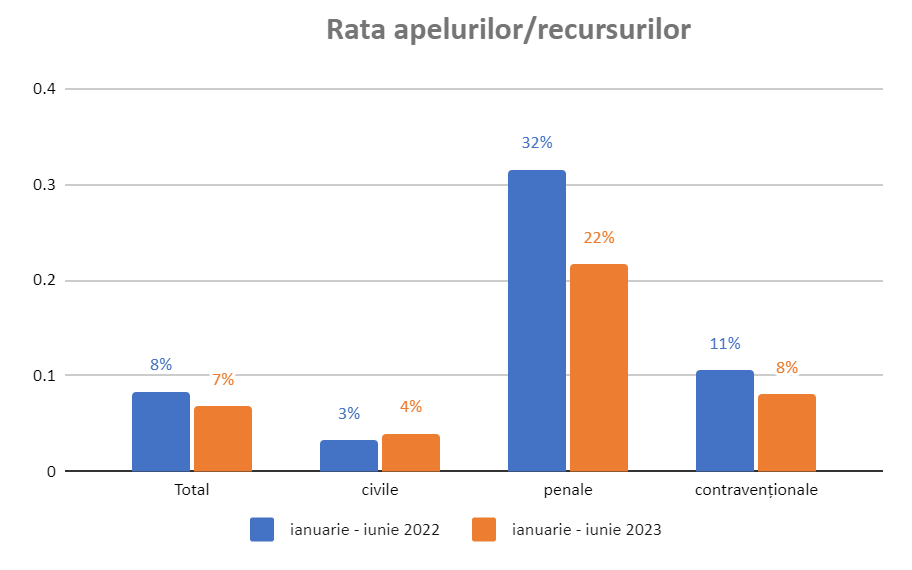 Rata apelurilor/recursurilor
0.4
0.3
0.2
0.1
0
8%
7%
3%
4%
32%
22%
11%
8%
Total
civile
penale
contravenționale
ianuarie - iunie 2022
ianuarie - iunie 2023